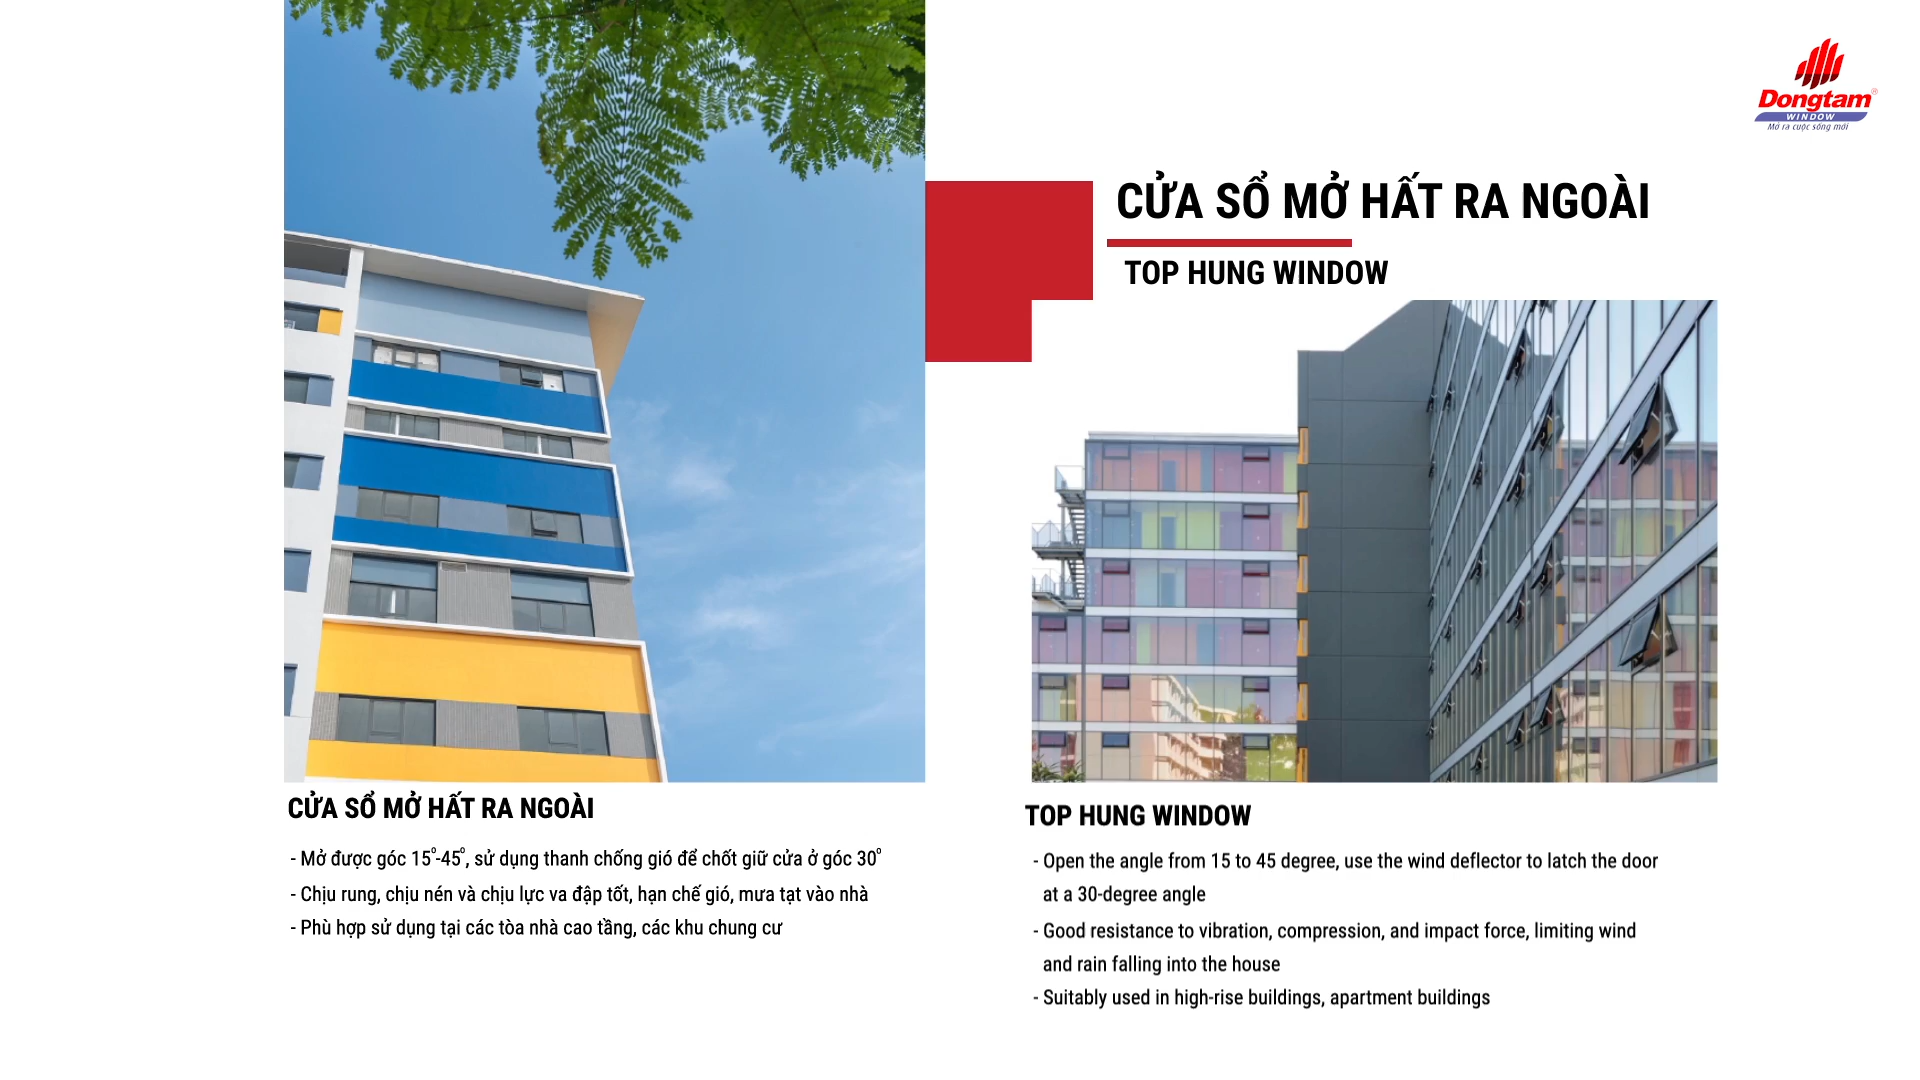 Dongtam®
WINDOW
Mở ra cuộc sống mới
CỬA SỔ MỞ HẤT RA NGOÀI
TOP HUNG WINDOW
CỬA SỔ MỞ HẤT RA NGOÀI
- Mở được góc 15º-45º, sử dụng thanh chống gió để chốt giữ cửa ở góc 30º
- Chịu rung, chịu nén và chịu lực va đập tốt, hạn chế gió, mưa tạt vào nhà
- Phù hợp sử dụng tại các tòa nhà cao tầng, các khu chung cư
TOP HUNG WINDOW
- Open the angle from 15 to 45 degree, use the wind deflector to latch the door
at a 30-degree angle
- Good resistance to vibration, compression, and impact force, limiting wind
and rain falling into the house
- Suitably used in high-rise buildings, apartment buildings